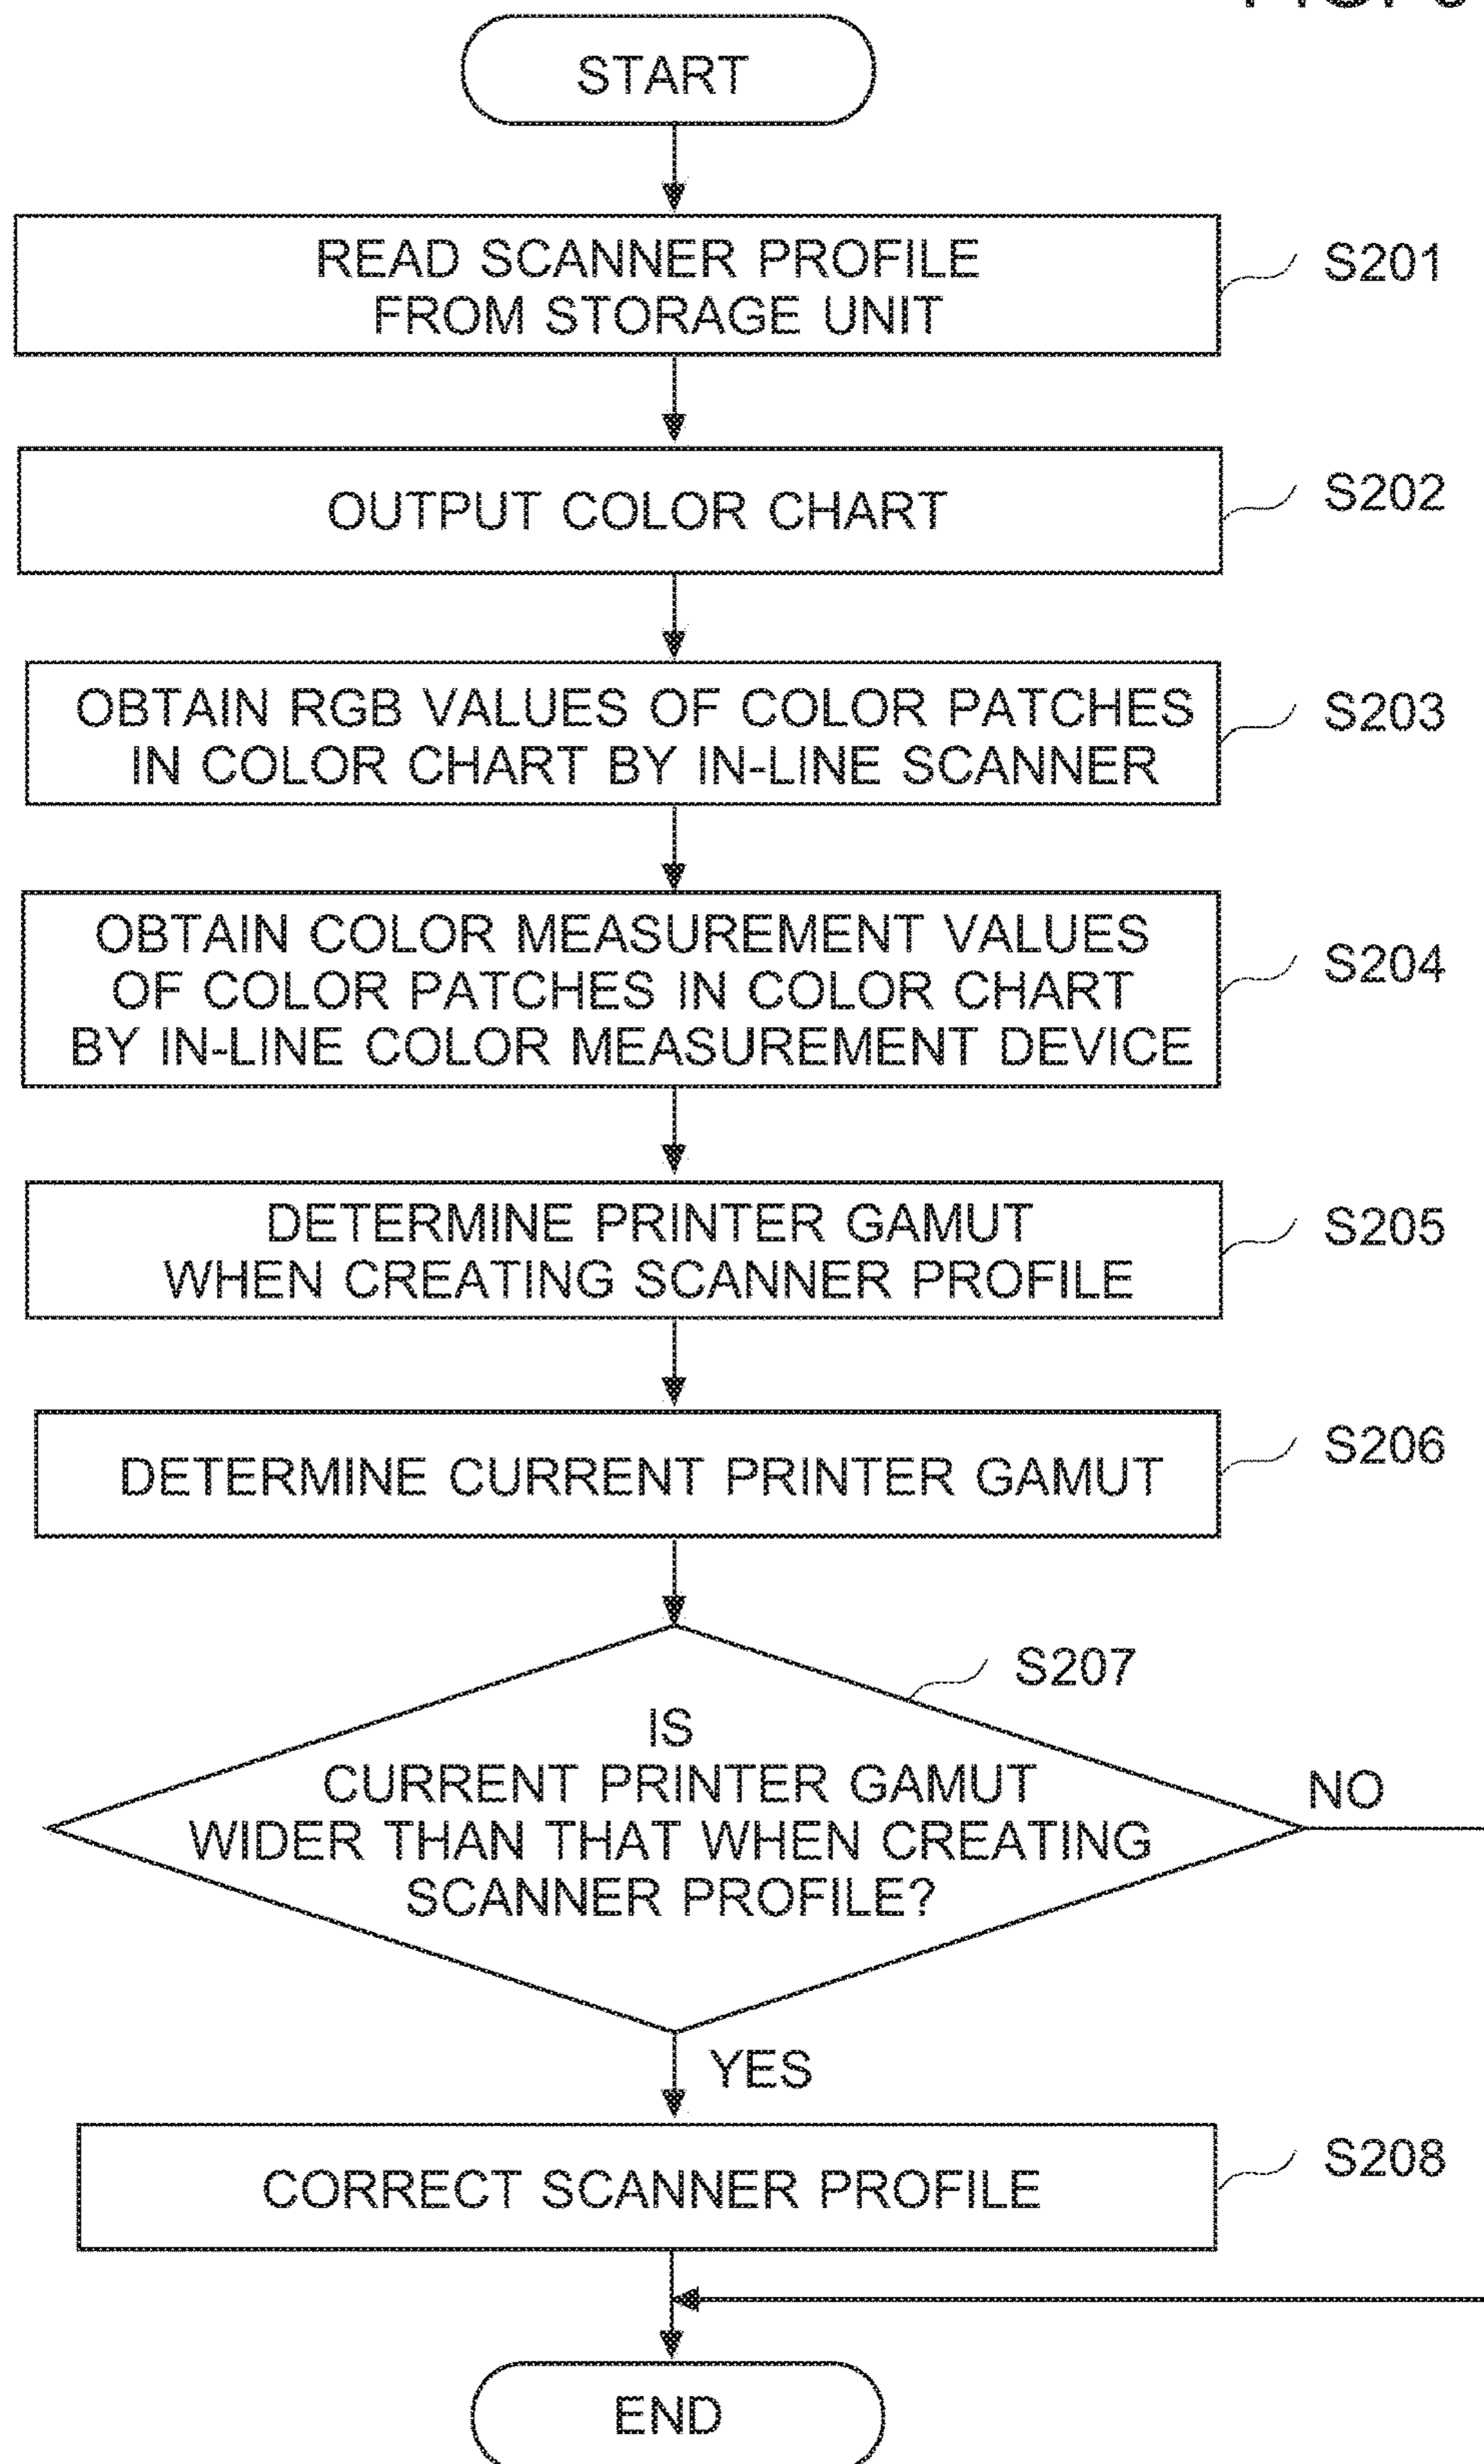 START
READ SCANNER PROFILE
FROM STORAGE UNIT
S201
OUTPUT COLOR CHART
S202
OBTAIN RGB VALUES OF COLOR PATCHES
IN COLOR CHART BY IN-LINE SCANNER
S203
OBTAIN COLOR MEASUREMENT VALUES
OF COLOR PATCHES IN COLOR CHART
BY IN-LINE COLOR MEASUREMENT DEVICE
S204
DETERMINE PRINTER GAMUT
WHEN CREATING SCANNER PROFILE
S205
DETERMINE CURRENT PRINTER GAMUT
S206
S207
IS
CURRENT PRINTER GAMUT
WIDER THAN THAT WHEN CREATING
SCANNER PROFILE?
NO
YES
CORRECT SCANNER PROFILE
S208
END